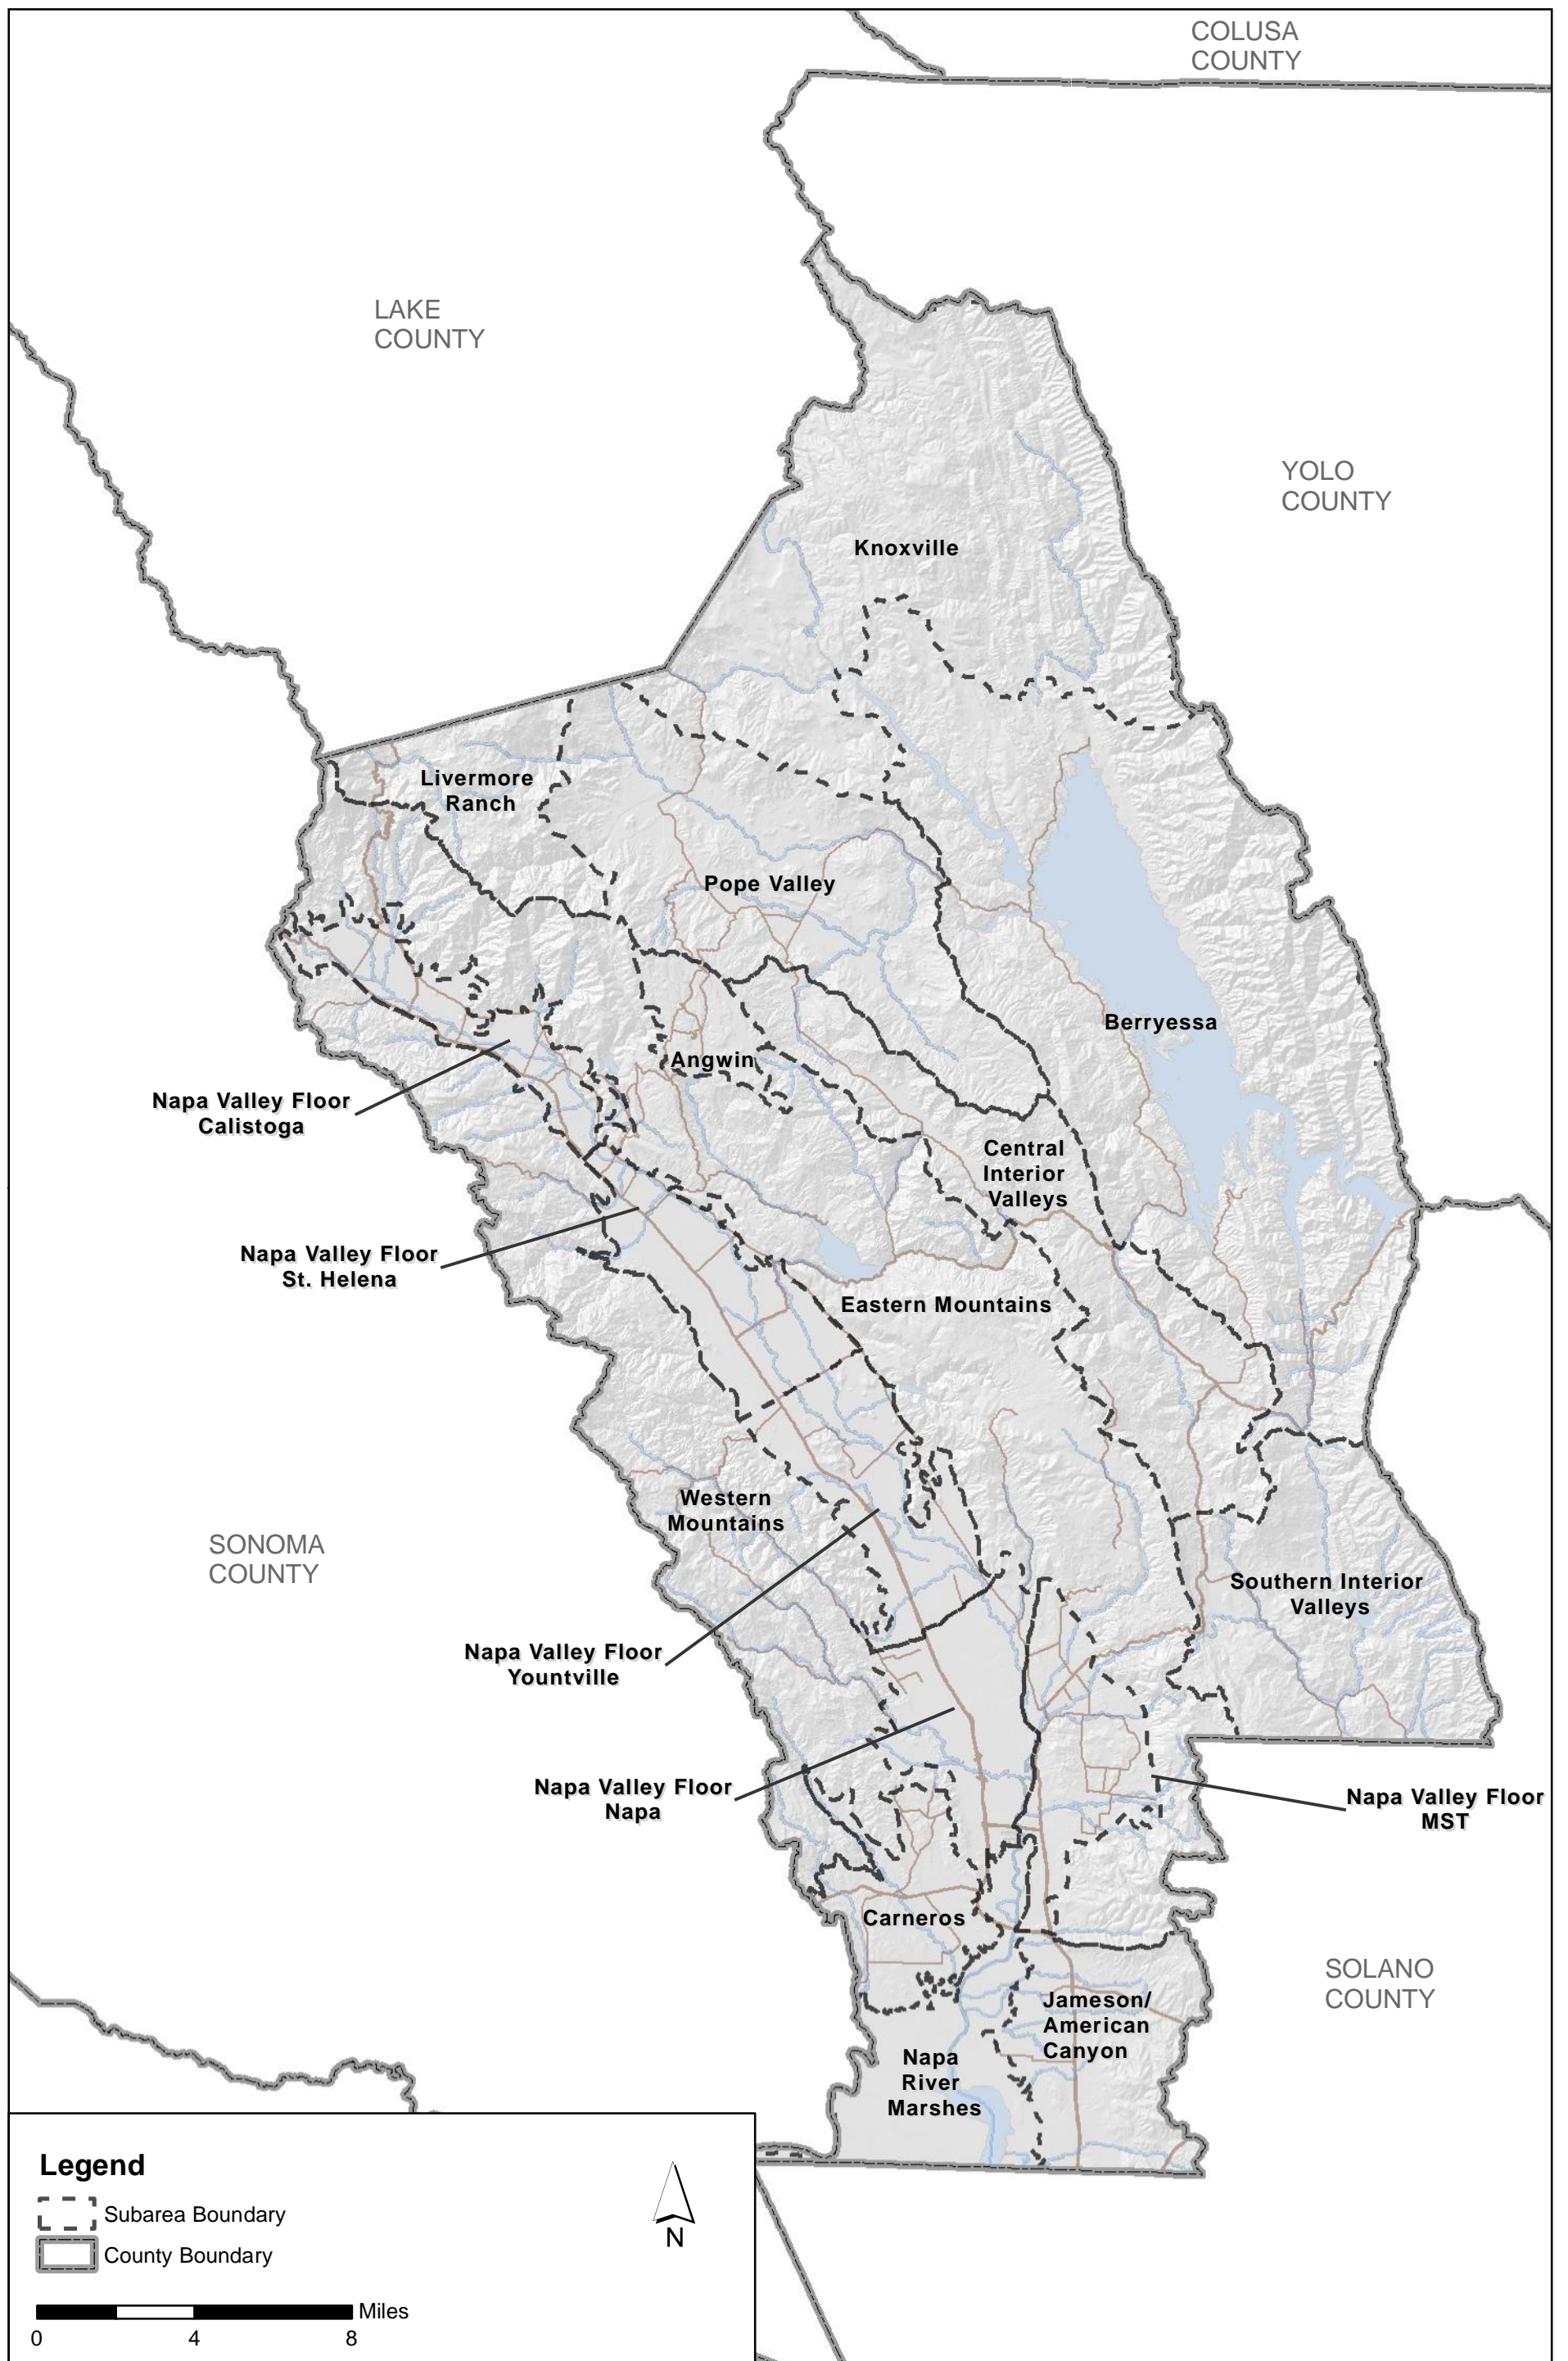 COLUSA
COUNTY
LAKE
COUNTY
YOLO
COUNTY
Knoxville
Livermore
Ranch
Pope Valley
Berryessa
Angwin
Napa Valley Floor
Calistoga
Central
Interior
Valleys
Napa Valley Floor
St. Helena
Eastern Mountains
Western
Mountains
SONOMA
COUNTY
Southern Interior
Valleys
Napa Valley Floor
Yountville
Napa Valley Floor
Napa
Napa Valley Floor
MST
Carneros
SOLANO
COUNTY
Jameson/
American
Canyon
Napa
River
Marshes
Legend
Subarea Boundary
County Boundary
N
Miles
0 4 8